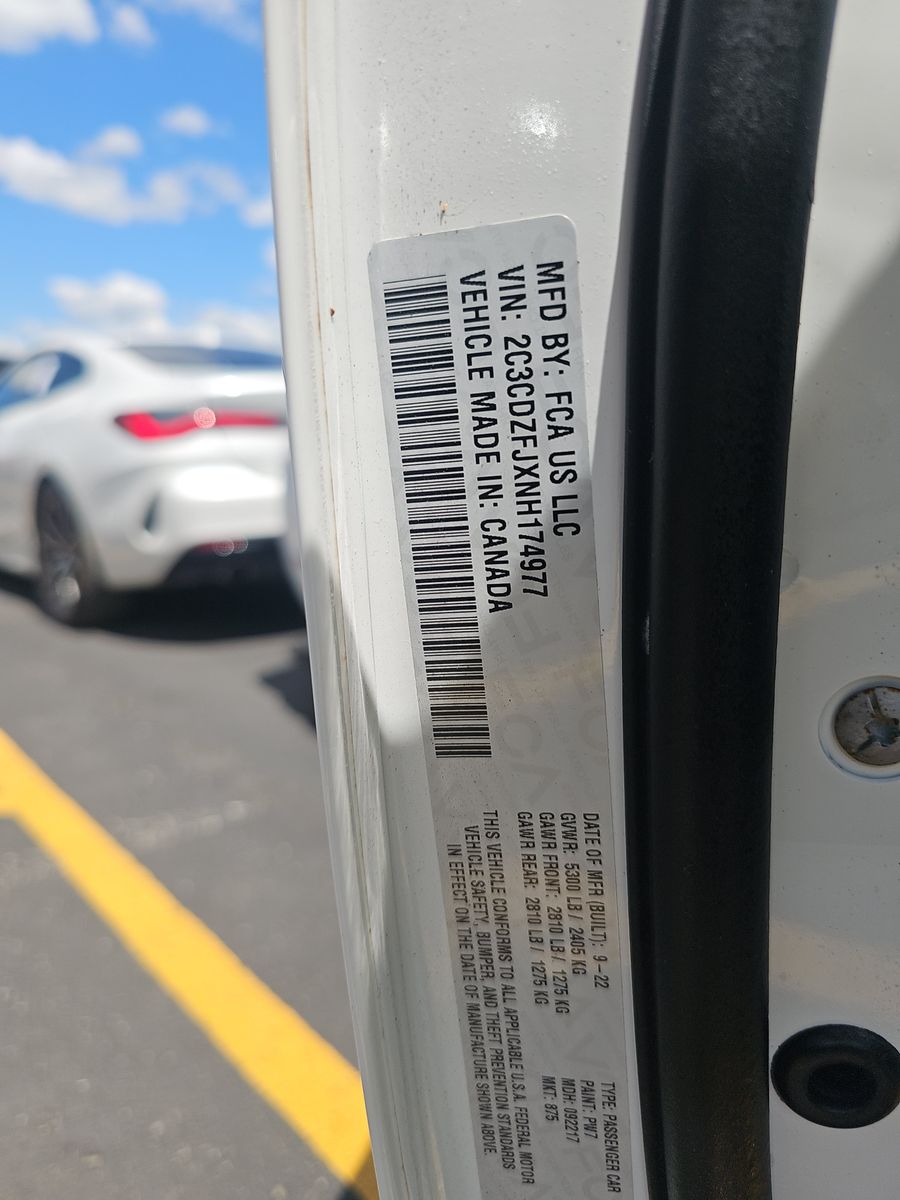 MFD BY: FCA US LLC
VIN: 2C3CDZFJXNH174977
VEHICLE MADE IN: CANADA
DATE OF MFR (BUILT): 9-22
GVWR: 5300 LB / 2405 KG
GAWR FRONT: 2810 LB / 1275 KG
GAWR REAR: 2810 LB / 1275 KG
TYPE: PASSENGER CAR
PAINT: PW7
MDH: 092217
MKT: 875
THIS VEHICLE CONFORMS TO ALL APPLICABLE U.S.A. FEDERAL MOTOR
VEHICLE SAFETY, BUMPER, AND THEFT PREVENTION STANDARDS
IN EFFECT ON THE DATE OF MANUFACTURE SHOWN ABOVE.